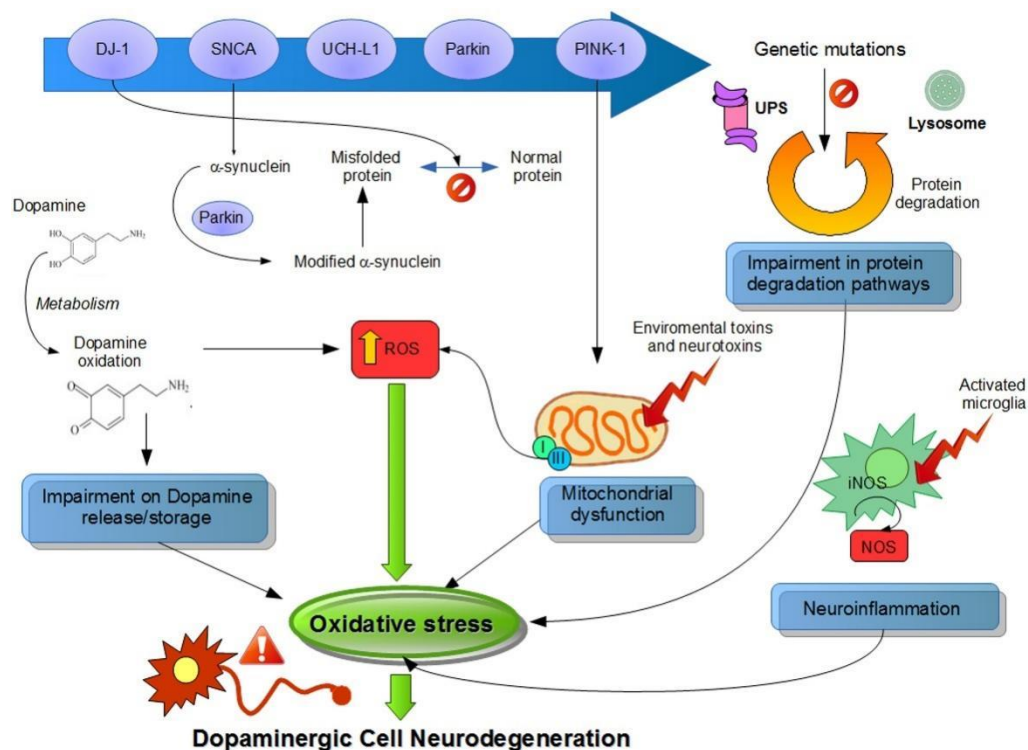 DJ-1
SNCA
UCH-L1
Parkin
PINK-1
Genetic mutations
UPS
Lysosome
α-synuclein
Misfolded
protein
Normal
protein
Protein
degradation
Parkin
Dopamine
HO
HO
NH2
Modified α-synuclein
Impairment in protein
degradation pathways
Metabolism
Enviromental toxins
and neurotoxins
Dopamine
oxidation
ROS
O
O
NH2
Activated
microglia
I
III
iNOS
Impairment on Dopamine
release/storage
Mitochondrial
dysfunction
NOS
Neuroinflammation
Oxidative stress
!
Dopaminergic Cell Neurodegeneration